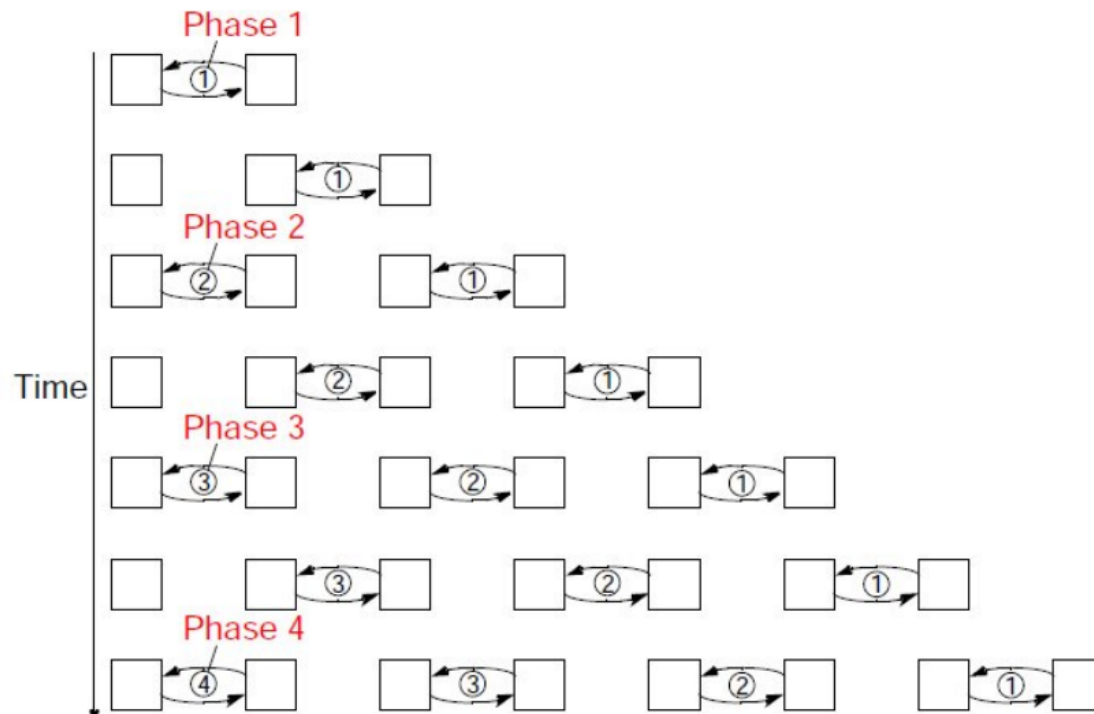 Phase 1
①
①
Phase 2
② ①
Time
② ①
Phase 3
③ ② ①
③ ② ①
Phase 4
④ ③ ② ①